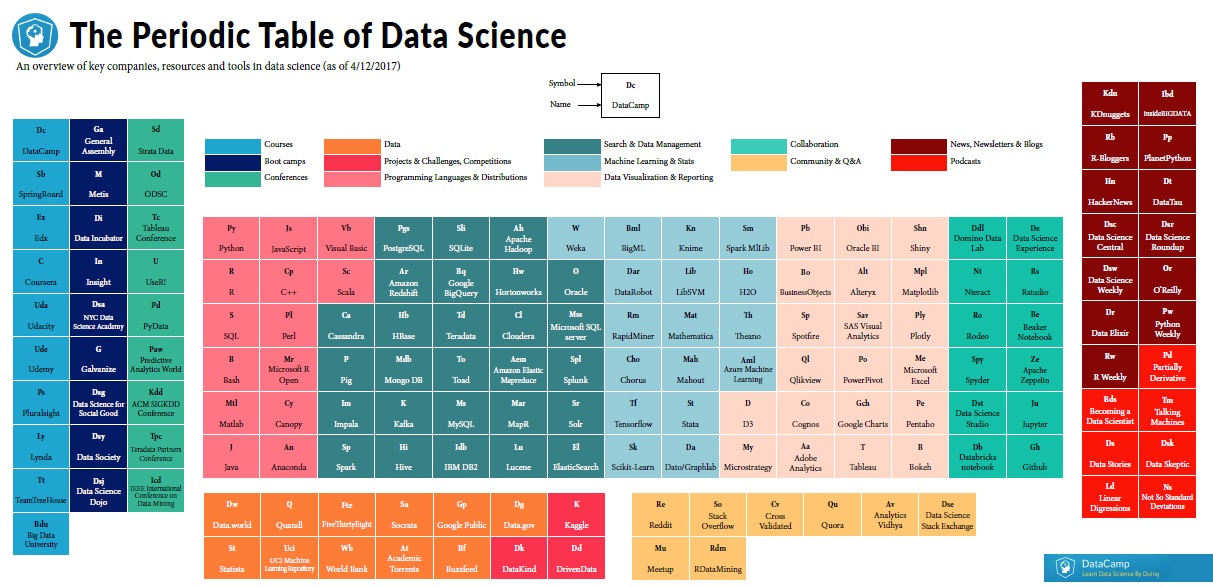 The Periodic Table of Data Science
An overview of key companies, resources and tools in data science (as of 4/12/2017)
Symbol
Name
Dc
DataCamp
Courses
Boot camps
Conferences
Data
Projects & Challenges, Competitions
Programming Languages & Distributions
Search & Data Management
Machine Learning & Stats
Data Visualization & Reporting
Collaboration
Community & Q&A
News, Newsletters & Blogs
Podcasts
Dc
DataCamp
Sb
SpringBoard
Ex
Edx
C
Coursera
Uda
Udacity
Ude
Udemy
Ps
Pluralsight
Ly
Lynda
Tt
TeamTreeHouse
Bdu
Big Data
University
Ga
General
Assembly
M
Metis
Di
Data Incubator
In
Insight
Dsa
NYC Data
Science Academy
G
Galvanize
Dsg
Data Science for
Social Good
Dsy
Data Society
Dsj
Data Science
Dojo
Sd
Strata Data
Od
ODSC
Tc
Tableau
Conference
U
UseR!
Pd
PyData
Paw
Predictive
Analytics World
Kdd
ACM SIGKDD
Conference
Tpc
Teradata Partners
Conference
Icd
IEEE International
Conference on
Data Mining
Py
Python
Js
JavaScript
Vb
Visual Basic
Pgs
PostgreSQL
Sli
SQLite
Ah
Apache
Hadoop
W
Weka
Bml
BigML
Kn
Knime
Sm
Spark MlLib
Pb
Power BI
Obi
Oracle BI
Shn
Shiny
Ddl
Domino Data
Lab
De
Data Science
Experience
R
R
Cp
C++
Sc
Scala
Ar
Amazon
Redshift
Bq
Google
BigQuery
Hw
Hortonworks
O
Oracle
Dar
DataRobot
Lib
LibSVM
Ho
H2O
Bo
BusinessObjects
Alt
Alteryx
Mpl
Matplotlib
Nt
Nteract
Rs
Rstudio
S
SQL
Pl
Perl
Ca
Cassandra
Hb
HBase
Td
Teradata
Cl
Cloudera
Mss
Microsoft SQL
server
Rm
RapidMiner
Mat
Mathematica
Th
Theano
Sp
Spotfire
Sav
SAS Visual
Analytics
Ply
Plotly
Ro
Rodeo
Be
Beaker
Notebook
B
Bash
Mr
Microsoft R
Open
P
Pig
Mdb
Mongo DB
To
Toad
Aem
Amazon Elastic
Mapreduce
Spl
Splunk
Cho
Chorus
Mah
Mahout
Aml
Azure Machine
Learning
Ql
Qlikview
Po
PowerPivot
Me
Microsoft
Excel
Spy
Spyder
Ze
Apache
Zeppelin
Mtl
Matlab
Cy
Canopy
Im
Impala
K
Kafka
Ms
MySQL
Mar
MapR
Sr
Solr
Tf
Tensorflow
St
Stata
D
D3
Co
Cognos
Gch
Google Charts
Pe
Pentaho
Dst
Data Science
Studio
Ju
Jupyter
J
Java
An
Anaconda
Sp
Spark
Hi
Hive
Idb
IBM DB2
Lu
Lucene
El
ElasticSearch
Sk
Scikit-Learn
Da
Dato/Graphlab
My
Microstrategy
Aa
Adobe
Analytics
T
Tableau
B
Bokeh
Db
Databricks
notebook
Gh
Github
Dw
Data.world
Q
Quandl
Fte
FiveThirtyEight
Sa
Socrata
Gp
Google Public
Dg
Data.gov
K
Kaggle
St
Statista
Uci
UCI Machine
Learning Repository
Wb
World Bank
At
Academic
Torrents
Bf
Buzzfeed
Dk
DataKind
Dd
DrivenData
Re
Reddit
So
Stack
Overflow
Cv
Cross
Validated
Qu
Quora
Av
Analytics
Vidhya
Dse
Data Science
Stack Exchange
Mu
Meetup
Rdm
RDataMining
Kdn
KDnuggets
Ibd
insideBIGDATA
Rb
R-Bloggers
Pp
PlanetPython
Hn
HackerNews
Dt
DataTau
Dsc
Data Science
Central
Dsr
Data Science
Roundup
Dsw
Data Science
Weekly
Or
O'Reilly
Dr
Data Elixir
Pw
Python
Weekly
Rw
R Weekly
Pd
Partially
Derivative
Bds
Becoming a
Data Scientist
Tm
Talking
Machines
Ds
Data Stories
Dsk
Data Skeptic
Ld
Linear
Digressions
Ns
Not So Standard
Deviations
DataCamp
Learn Data Science By Doing